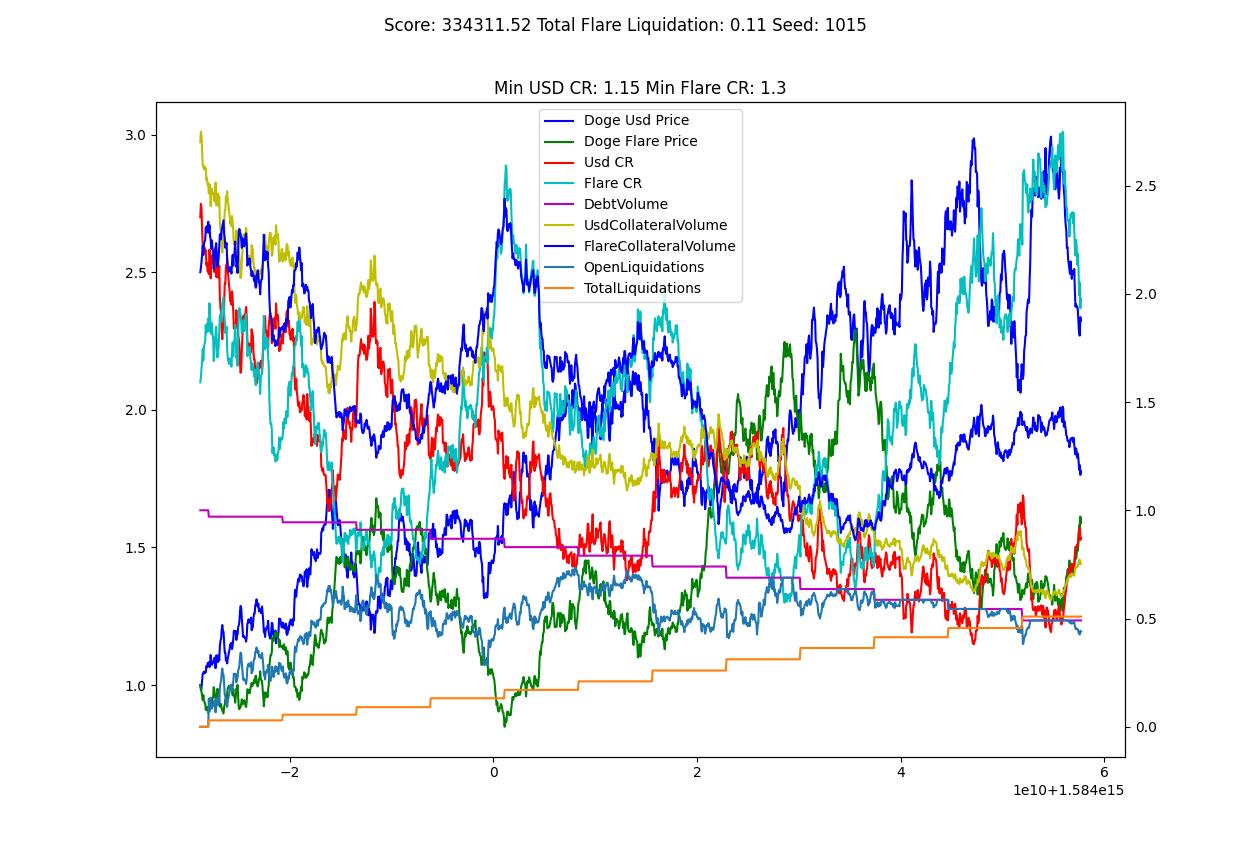 Score: 334311.52 Total Flare Liquidation: 0.11 Seed: 1015
Min USD CR: 1.15 Min Flare CR: 1.3
Doge Usd Price
Doge Flare Price
Usd CR
Flare CR
DebtVolume
UsdCollateralVolume
FlareCollateralVolume
OpenLiquidations
TotalLiquidations
3.0
2.5
2.0
1.5
1.0
2.5
2.0
1.5
1.0
0.5
0.0
−2 0 2 4 6
1e10+1.584e15